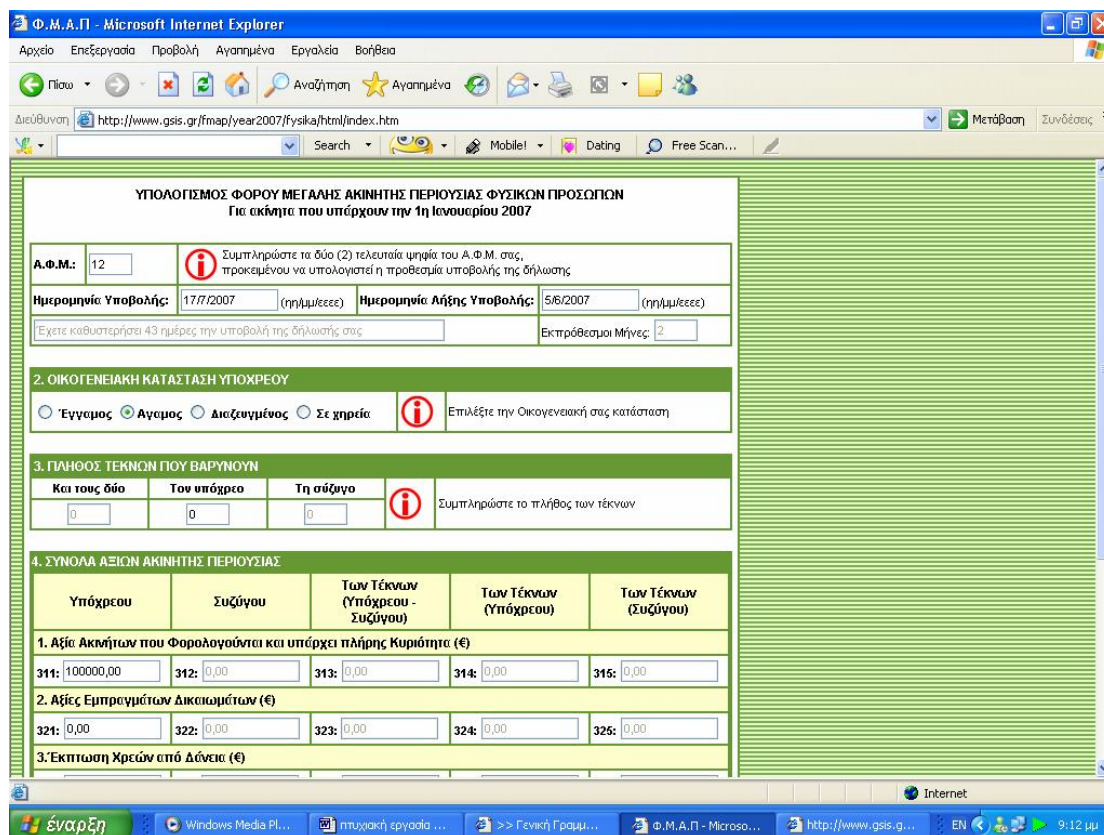 Φ.Μ.Α.Π - Microsoft Internet Explorer
Αρχείο Επεξεργασία Προβολή Αγαπημένα Εργαλεία Βοήθεια
Πίσω Αναζήτηση Αγαπημένα
Διεύθυνση http://www.gsis.gr/fmap/year2007/fysika/html/index.htm Μετάβαση Συνδέσεις
Search Mobile! Dating Free Scan...
ΥΠΟΛΟΓΙΣΜΟΣ ΦΟΡΟΥ ΜΕΓΑΛΗΣ ΑΚΙΝΗΤΗΣ ΠΕΡΙΟΥΣΙΑΣ ΦΥΣΙΚΩΝ ΠΡΟΣΩΠΩΝ
Για ακίνητα που υπάρχουν την 1η Ιανουαρίου 2007
Α.Φ.Μ.: 12 Συμπληρώστε τα δύο (2) τελευταία ψηφία του Α.Φ.Μ. σας,
προκειμένου να υπολογιστεί η προθεσμία υποβολής της δήλωσης
Ημερομηνία Υποβολής: 17/7/2007 (ηη/μμ/εεεε) Ημερομηνία Λήξης Υποβολής: 5/6/2007 (ηη/μμ/εεεε)
Έχετε καθυστερήσει 43 ημέρες την υποβολή της δήλωσής σας Εκπρόθεσμοι Μήνες: 2
2. ΟΙΚΟΓΕΝΕΙΑΚΗ ΚΑΤΑΣΤΑΣΗ ΥΠΟΧΡΕΟΥ
Έγγαμος Άγαμος Διαζευγμένος Σε χηρεία Επιλέξτε την Οικογενειακή σας κατάσταση
3. ΠΛΗΘΟΣ ΤΕΚΝΩΝ ΠΟΥ ΒΑΡΥΝΟΥΝ
Και τους δύο Τον υπόχρεο Τη σύζυγο
0 0 0 Συμπληρώστε το πλήθος των τέκνων
4. ΣΥΝΟΛΑ ΑΞΙΩΝ ΑΚΙΝΗΤΗΣ ΠΕΡΙΟΥΣΙΑΣ
Υπόχρεου Συζύγου Των Τέκνων (Υπόχρεου - Συζύγου) Των Τέκνων (Υπόχρεου) Των Τέκνων (Συζύγου)
1. Αξία Ακινήτων που Φορολογούνται και υπάρχει πλήρης Κυριότητα (€)
311: 100000,00 312: 0,00 313: 0,00 314: 0,00 315: 0,00
2. Αξίες Εμπραγμάτων Δικαιωμάτων (€)
321: 0,00 322: 0,00 323: 0,00 324: 0,00 325: 0,00
3.Έκπτωση Χρεών από Δάνεια (€)
Internet
έναρξη Windows Media Pl... πτυχιακή εργασία ... >> Γενική Γραμμ... Φ.Μ.Α.Π - Microso... http://www.gsis.g... EN 9:12 μμ